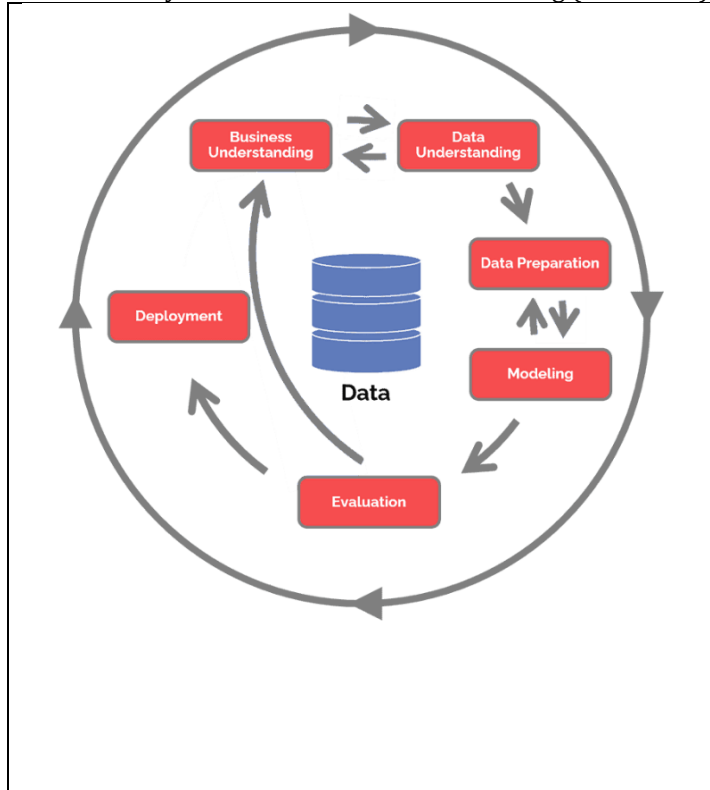 Business
Understanding
Data
Understanding
Data Preparation
Deployment
Modeling
Data
Evaluation